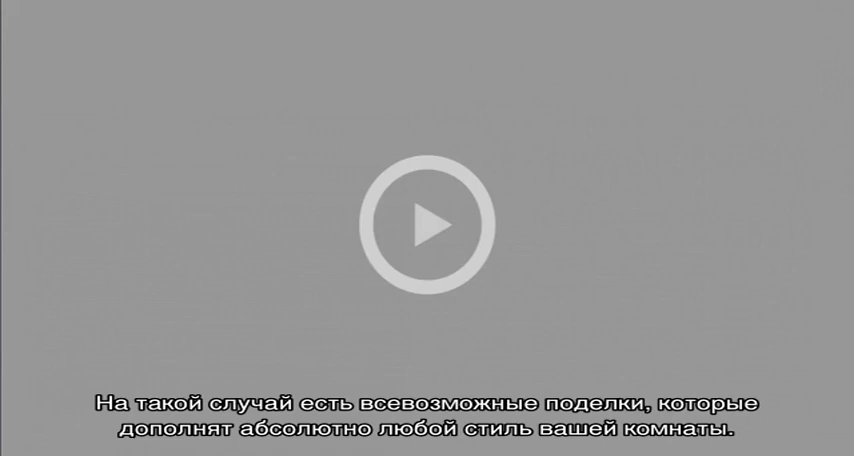 На такой случай есть всевозможные поделки, которые
дополнят абсолютно любой стиль вашей комнаты.